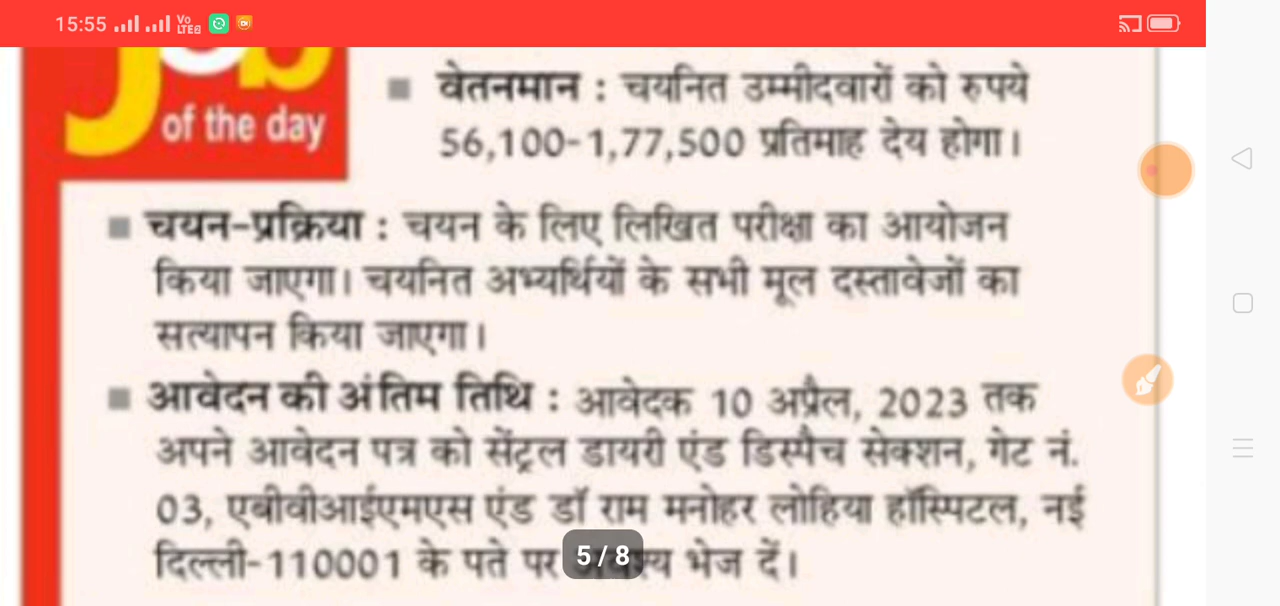 15:55 Vo LTE2
Job
of the day
■ वेतनमान : चयनित उम्मीदवारों को रुपये
56,100-1,77,500 प्रतिमाह देय होगा।
■ चयन-प्रक्रिया : चयन के लिए लिखित परीक्षा का आयोजन
किया जाएगा। चयनित अभ्यर्थियों के सभी मूल दस्तावेजों का
सत्यापन किया जाएगा।
■ आवेदन की अंतिम तिथि : आवेदक 10 अप्रैल, 2023 तक
अपने आवेदन पत्र को सेंट्रल डायरी एंड डिस्पैच सेक्शन, गेट नं.
03, एबीवीआईएमएस एंड डॉ राम मनोहर लोहिया हॉस्पिटल, नई
दिल्ली-110001 के पते पर भेज दें।
5 / 8